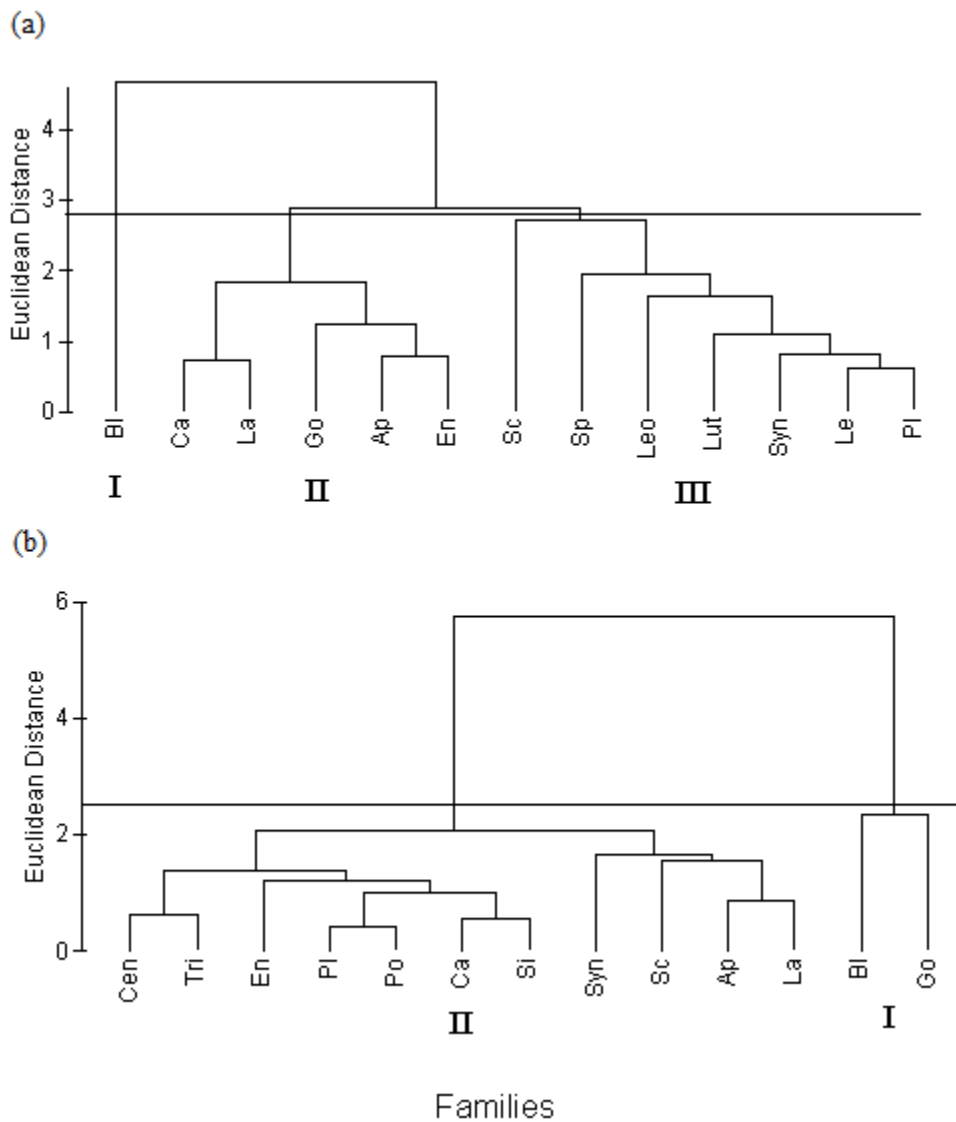 (a)
Euclidean Distance
4
3
2
1
0
Bl Ca La Go Ap En Sc Sp Leo Lut Syn Le Pl
I II III
(b)
Euclidean Distance
6
4
2
0
Cen Tri En Pl Po Ca Si Syn Sc Ap La Bl Go
II I
Families